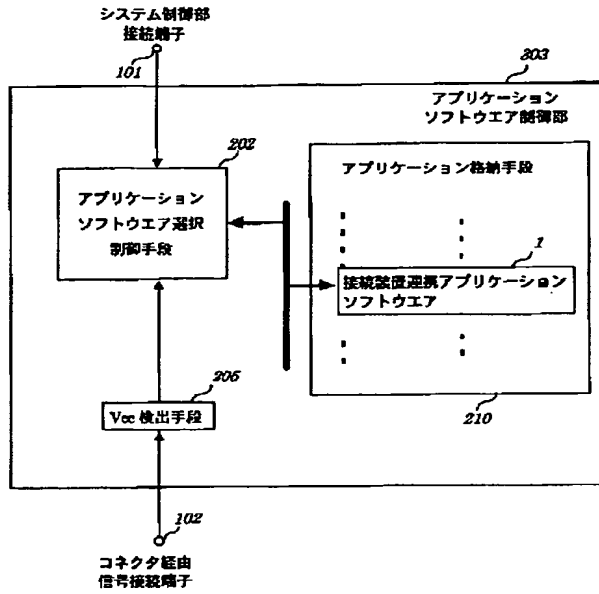 システム制御部
接続端子
101
203
アプリケーション
ソフトウエア制御部
202
アプリケーション
ソフトウエア選択
制御手段
アプリケーション格納手段
1
接続装置連携アプリケーション
ソフトウエア
205
Vcc 検出手段
210
102
コネクタ経由
信号接続端子